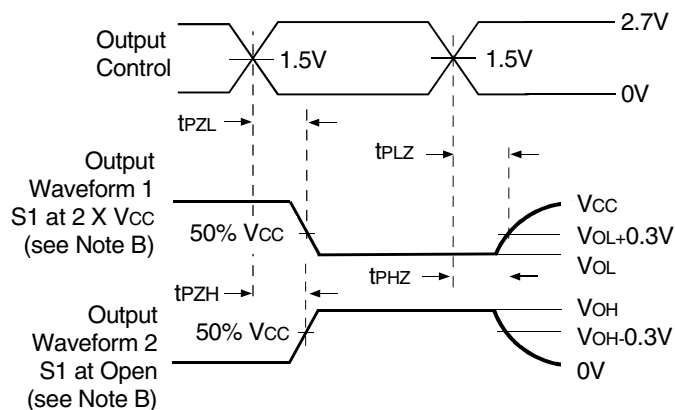 Output
Control
1.5V
1.5V
2.7V
0V
tPZL
tPLZ
Output
Waveform 1
S1 at 2 X VCC
(see Note B)
50% VCC
VCC
VOL+0.3V
VOL
tPZH
tPHZ
Output
Waveform 2
S1 at Open
(see Note B)
50% VCC
VOH
VOH-0.3V
0V